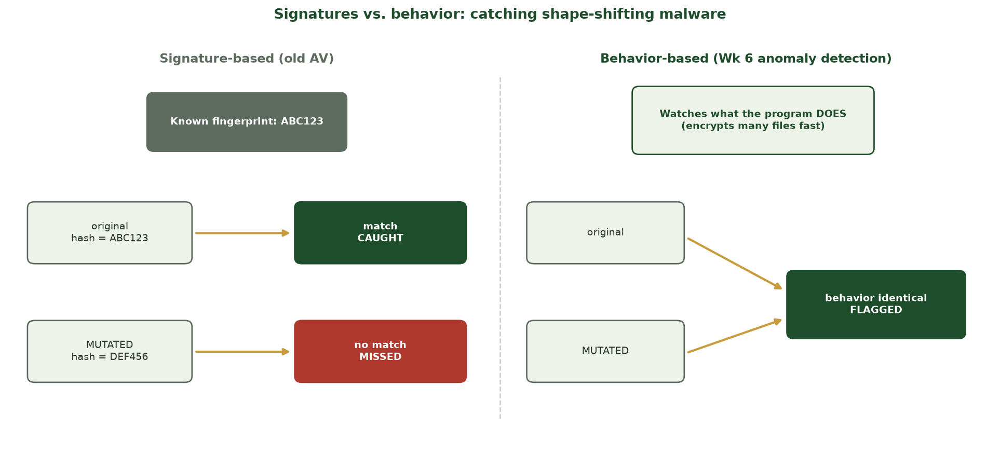 Signatures vs. behavior: catching shape-shifting malware
Signature-based (old AV)
Known fingerprint: ABC123
original
hash = ABC123
match
CAUGHT
MUTATED
hash = DEF456
no match
MISSED
Behavior-based (Wk 6 anomaly detection)
Watches what the program DOES
(encrypts many files fast)
original
MUTATED
behavior identical
FLAGGED